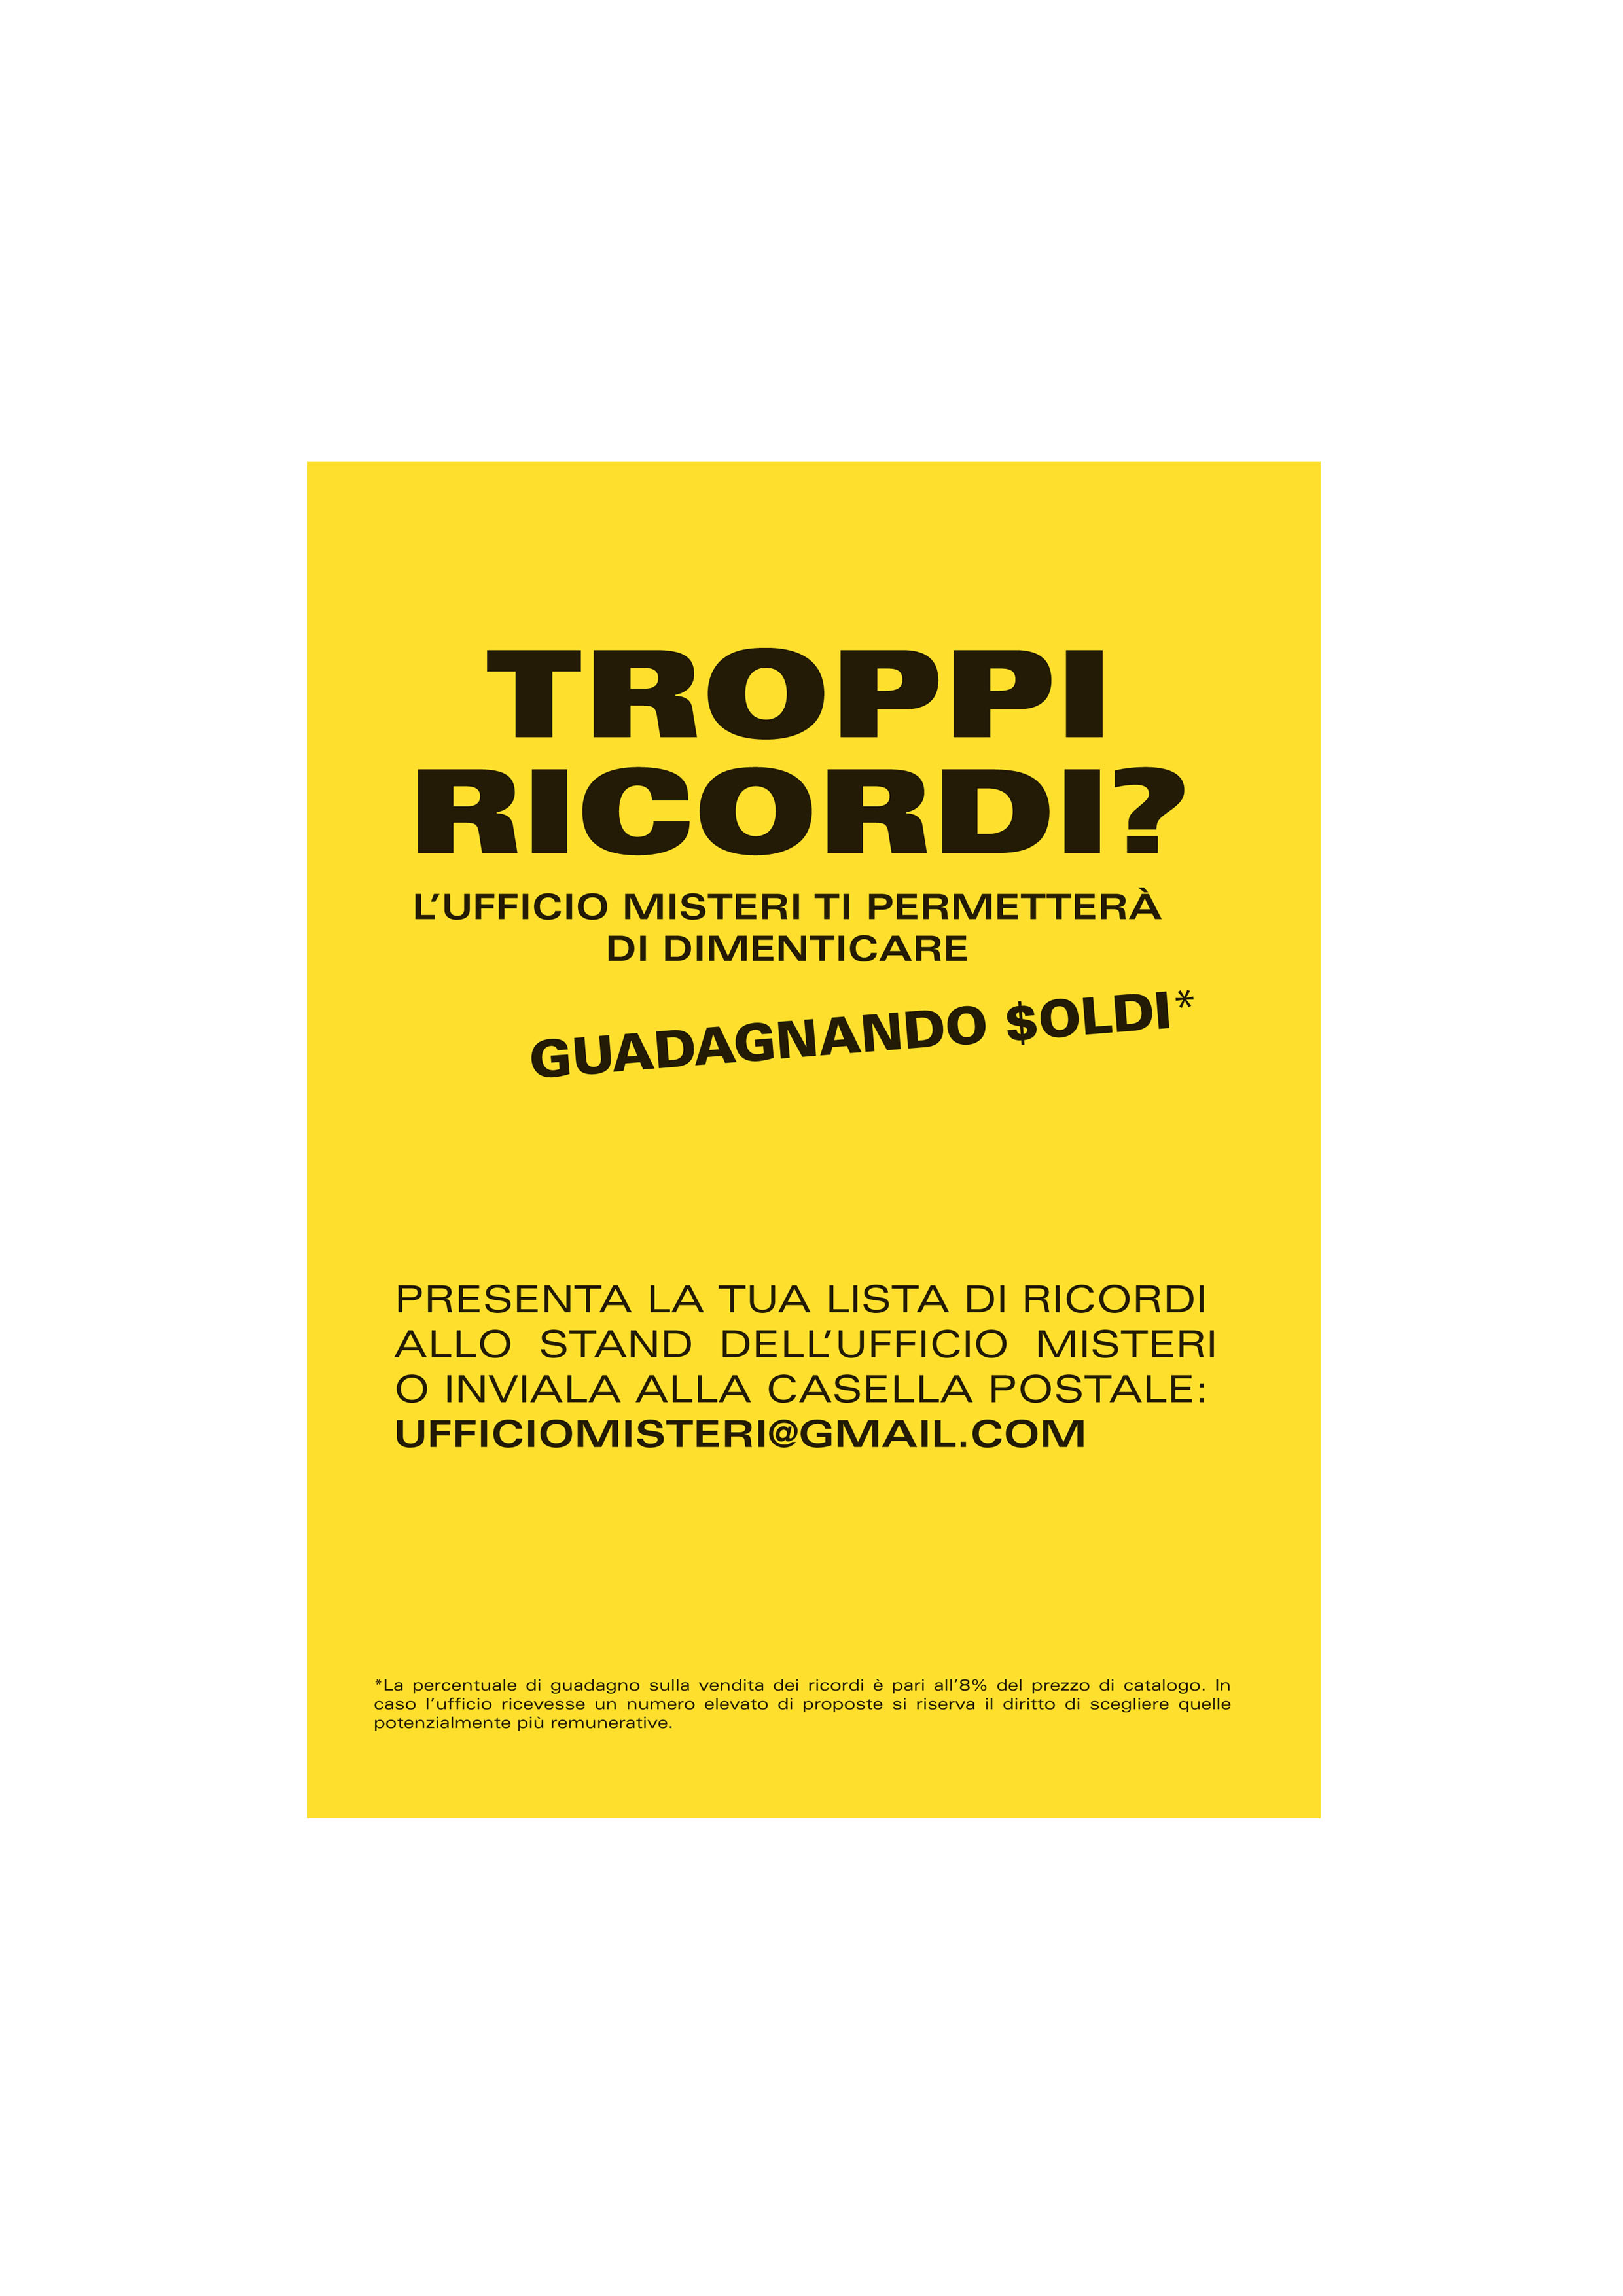 TROPPI
RICORDI?
L’UFFICIO MISTERI TI PERMETTERÀ
DI DIMENTICARE
GUADAGNANDO $OLDI*
PRESENTA LA TUA LISTA DI RICORDI
ALLO STAND DELL’UFFICIO MISTERI
O INVIALA ALLA CASELLA POSTALE:
UFFICIOMISTERI@GMAIL.COM
*La percentuale di guadagno sulla vendita dei ricordi è pari all’8% del prezzo di catalogo. In
caso l’ufficio ricevesse un numero elevato di proposte si riserva il diritto di scegliere quelle
potenzialmente più remunerative.